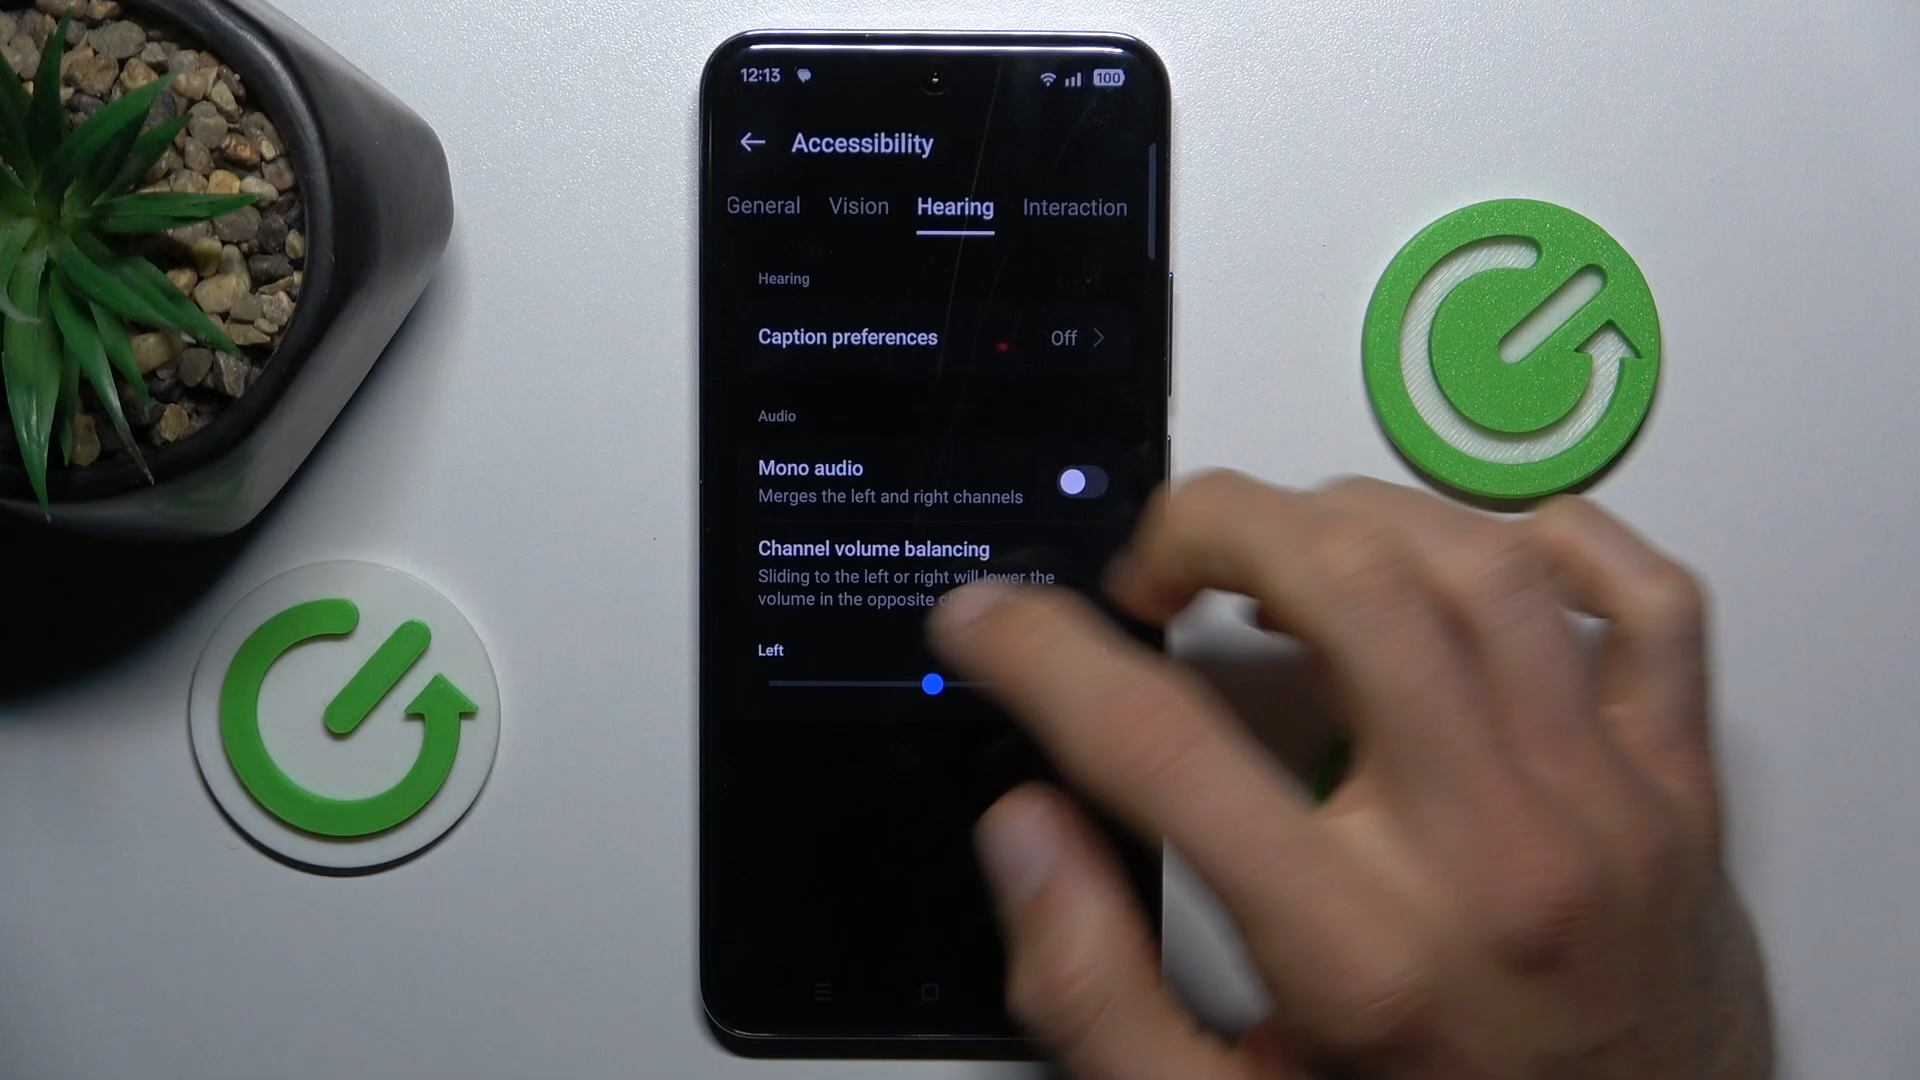 12:13
100
Accessibility
General Vision Hearing Interaction
Hearing
Caption preferences Off
Audio
Mono audio
Merges the left and right channels
Channel volume balancing
Sliding to the left or right will lower the
volume in the opposite
Left